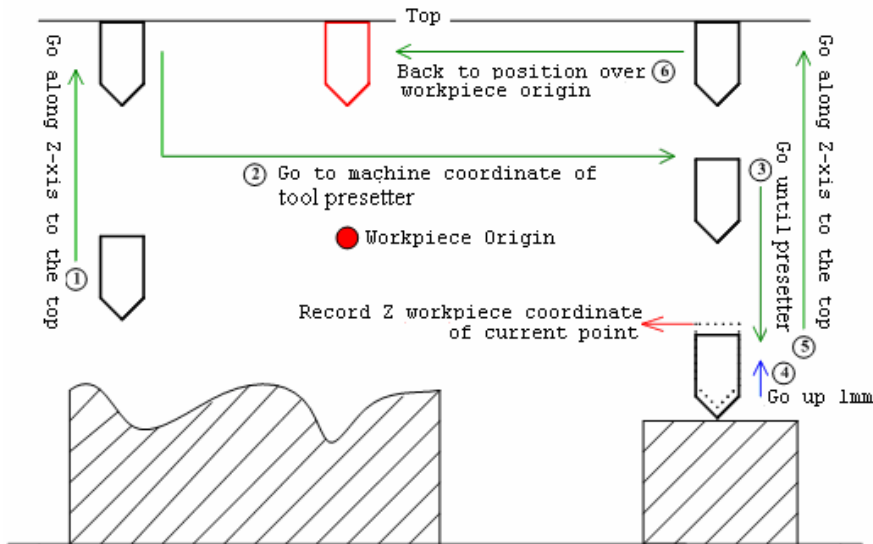 Top
Go along Z-xis to the top
①
② Go to machine coordinate of
tool presetter
Workpiece Origin
③ Go until presetter
Record Z workpiece coordinate
of current point
④ Go up 1mm
⑤ Go along Z-xis to the top
Back to position over ⑥
workpiece origin